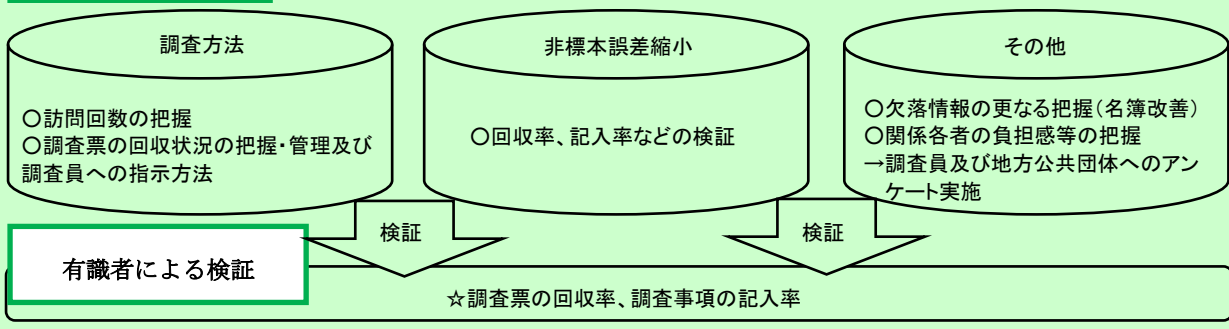 調査方法
○訪問回数の把握
○調査票の回収状況の把握・管理及び
調査員への指示方法
非標本誤差縮小
○回収率、記入率などの検証
その他
○欠落情報の更なる把握(名簿改善)
○関係各者の負担感等の把握
→調査員及び地方公共団体へのアン
ケート実施
検証
検証
有識者による検証
☆調査票の回収率、調査事項の記入率